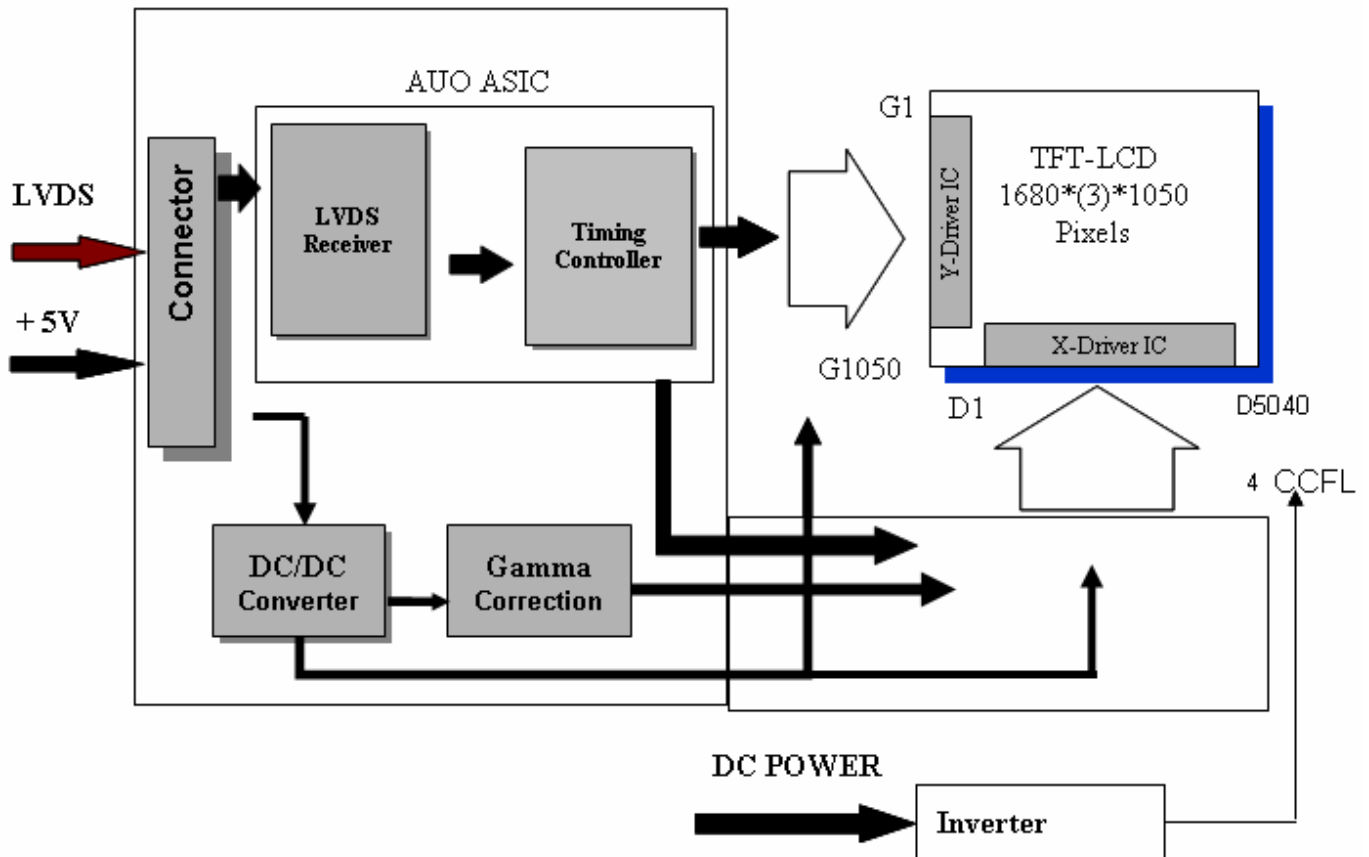 AUO ASIC
LVDS
+ 5V
Connector
LVDS
Receiver
Timing
Controller
G1
Y-Driver IC
TFT-LCD
1680*(3)*1050
Pixels
X-Driver IC
G1050
D1
D5040
4 CCFL
DC/DC
Converter
Gamma
Correction
DC POWER
Inverter